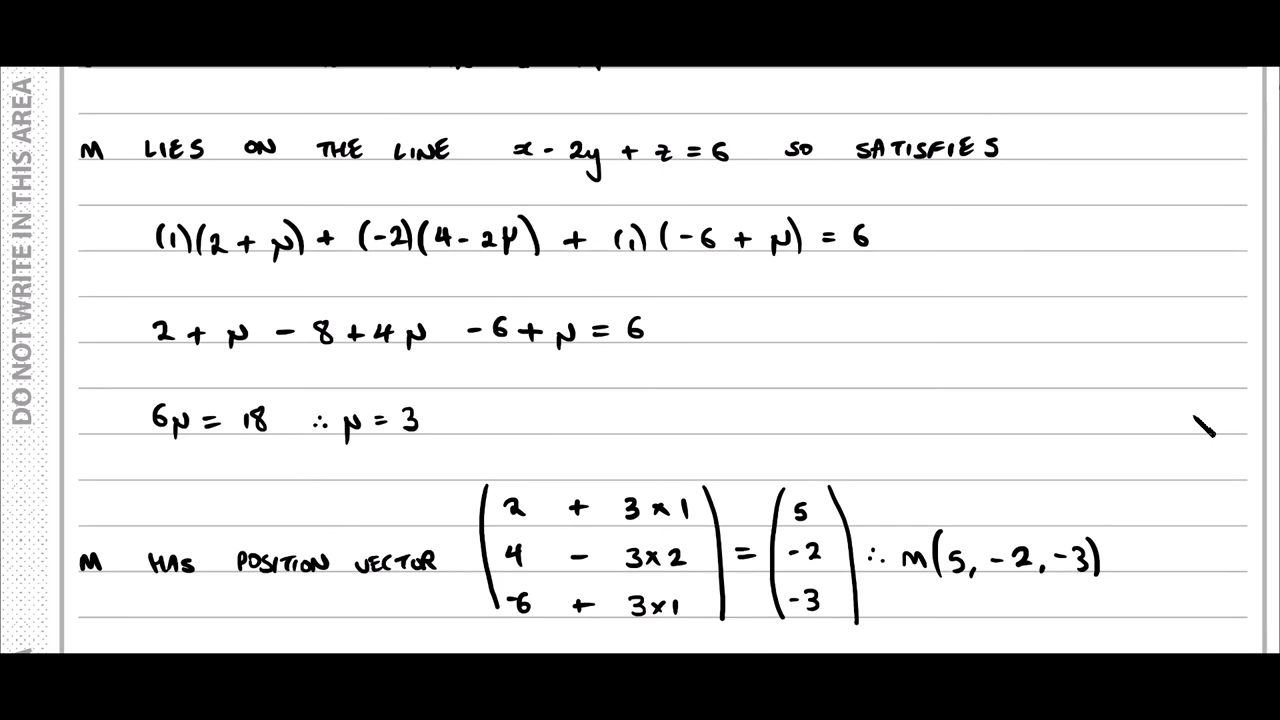 DO NOT WRITE IN THIS AREA
M LIES ON THE LINE x - 2y + z = 6 SO SATISFIES
(1)(2 + μ) + (-2)(4 - 2μ) + (1)(-6 + μ) = 6
2 + μ - 8 + 4μ - 6 + μ = 6
6μ = 18 ∴ μ = 3
2 + 3×1 5
M HAS POSITION VECTOR 4 - 3×2 = -2 ∴ M(5, -2, -3)
-6 + 3×1 -3